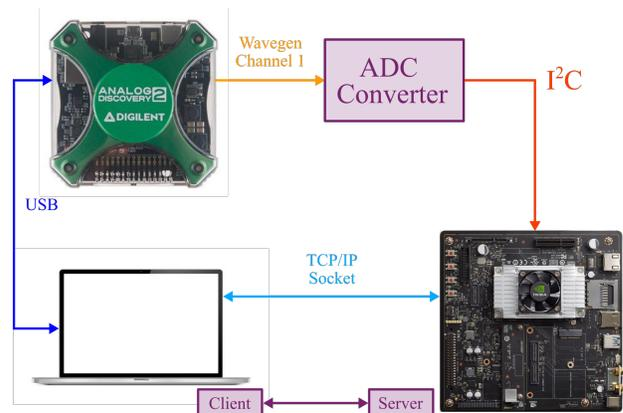 Wavegen
Channel 1
ADC
Converter
I²C
ANALOG
DISCOVERY 2
DIGILENT
USB
TCP/IP
Socket
Client
Server